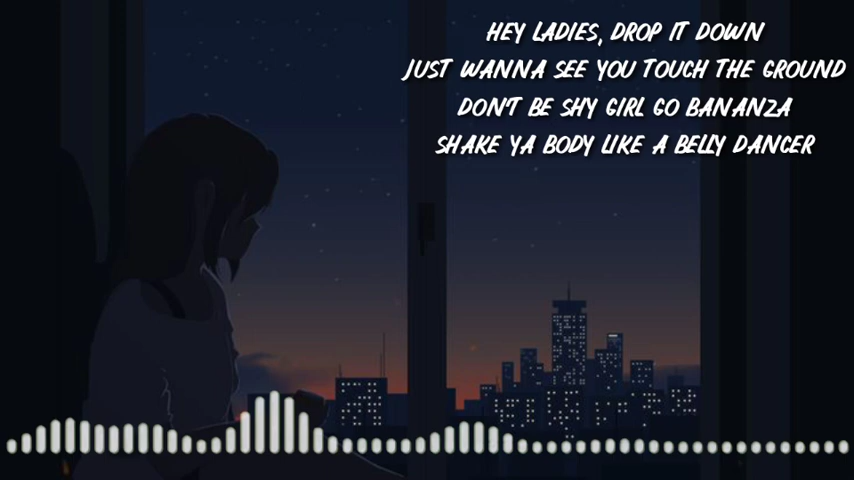 HEY LADIES, DROP IT DOWN
JUST WANNA SEE YOU TOUCH THE GROUND
DON'T BE SHY GIRL GO BANANZA
SHAKE YA BODY LIKE A BELLY DANCER